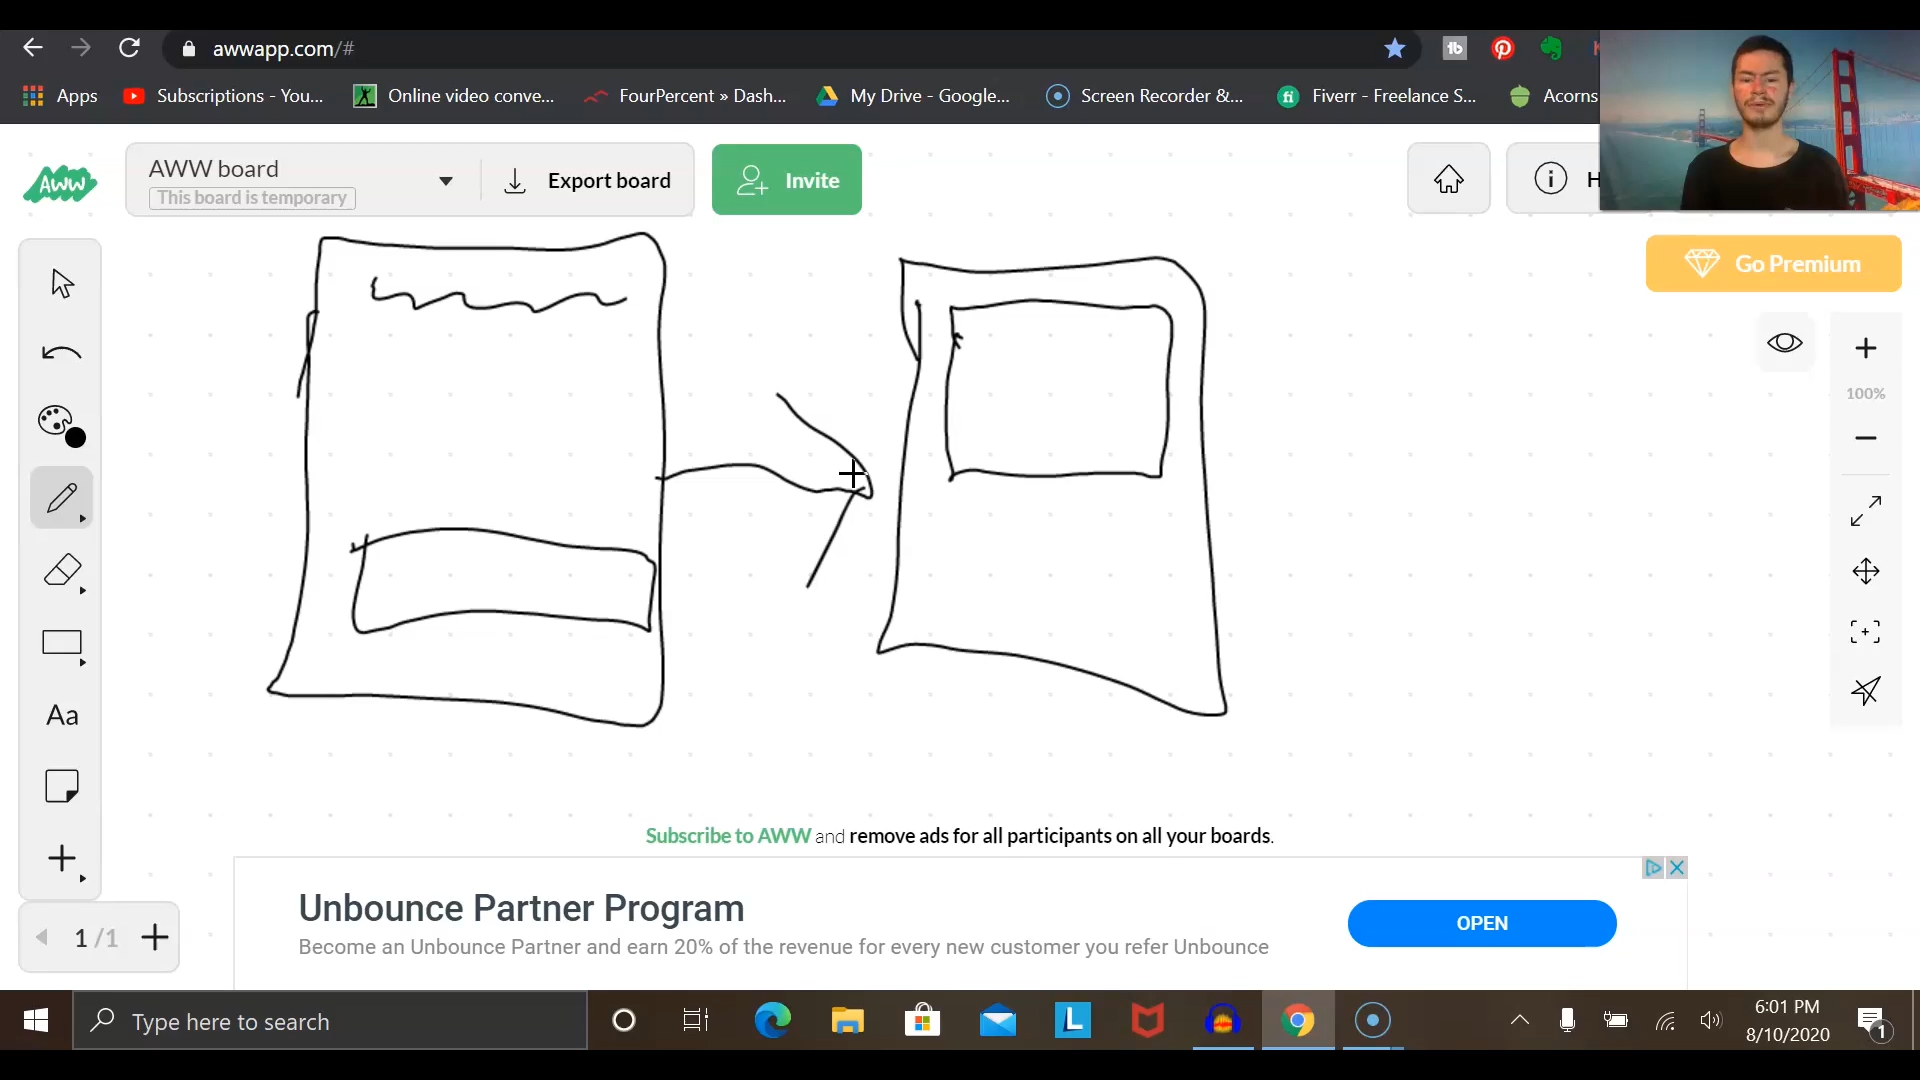 awwapp.com/#
Apps
Subscriptions - You...
Online video conve...
FourPercent » Dash...
My Drive - Google...
Screen Recorder &...
Fiverr - Freelance S...
Acorns
Aww
AWW board
This board is temporary
Export board
Invite
H
Go Premium
100%
Aa
Subscribe to AWW and remove ads for all participants on all your boards.
1 /1
Unbounce Partner Program
Become an Unbounce Partner and earn 20% of the revenue for every new customer you refer Unbounce
OPEN
Type here to search
6:01 PM
8/10/2020
1